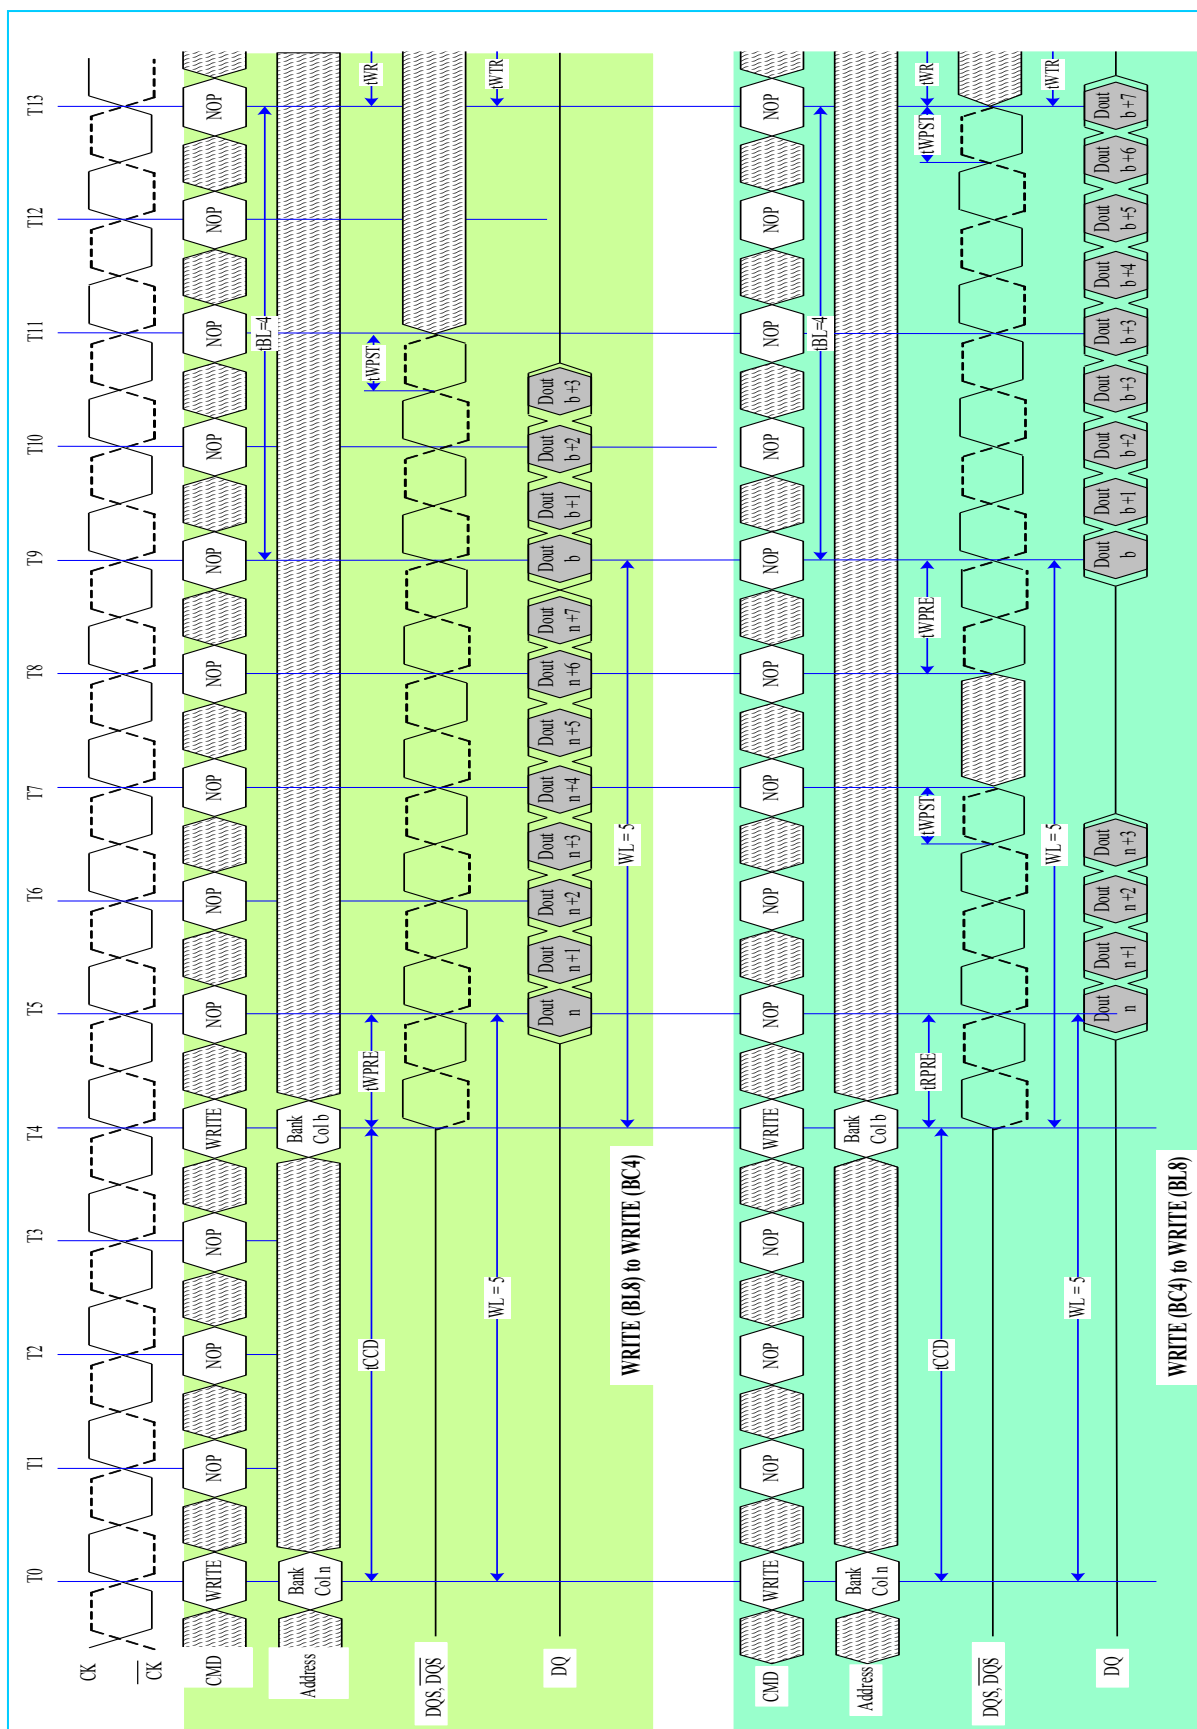 T0 T1 T2 T3 T4 T5 T6 T7 T8 T9 T10 T11 T12 T13
CK
CK
CMD WRITE NOP NOP NOP WRITE NOP NOP NOP NOP NOP NOP NOP NOP NOP
tBL=4
Address
Bank
Col n
Bank
Col b
tCCD tWPRE tWPST tWR
DQS, DQS
WL = 5 tWTR
DQ
Dout
n
Dout
n+1
Dout
n+2
Dout
n+3
Dout
n+4
Dout
n+5
Dout
n+6
Dout
n+7
Dout
b
Dout
b+1
Dout
b+2
Dout
b+3
WL = 5
WRITE (BL8) to WRITE (BC4)
CMD WRITE NOP NOP NOP WRITE NOP NOP NOP NOP NOP NOP NOP NOP NOP
tBL=4
Address
Bank
Col n
Bank
Col b
tCCD tRPRE tWPST tWPRE tWPST tWR
DQS, DQS
WL = 5 WL = 5 tWTR
DQ
Dout
n
Dout
n+1
Dout
n+2
Dout
n+3
Dout
b
Dout
b+1
Dout
b+2
Dout
b+3
Dout
b+3
Dout
b+4
Dout
b+5
Dout
b+6
Dout
b+7
WRITE (BC4) to WRITE (BL8)